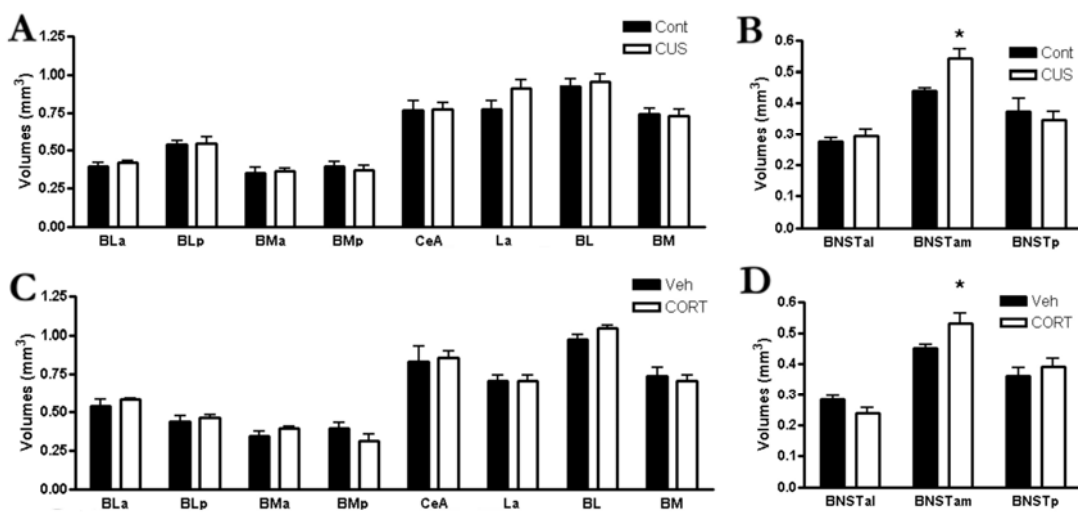 A
Volumes (mm³)
1.25
1.00
0.75
0.50
0.25
0.00
Cont
CUS
BLa BLp BMa BMp CeA La BL BM
B
Volumes (mm³)
0.6
0.5
0.4
0.3
0.2
0.1
0.0
*
Cont
CUS
BNSTal BNSTam BNSTp
C
Volumes (mm³)
1.25
1.00
0.75
0.50
0.25
0.00
Veh
CORT
BLa BLp BMa BMp CeA La BL BM
D
Volumes (mm³)
0.6
0.5
0.4
0.3
0.2
0.1
0.0
*
Veh
CORT
BNSTal BNSTam BNSTp